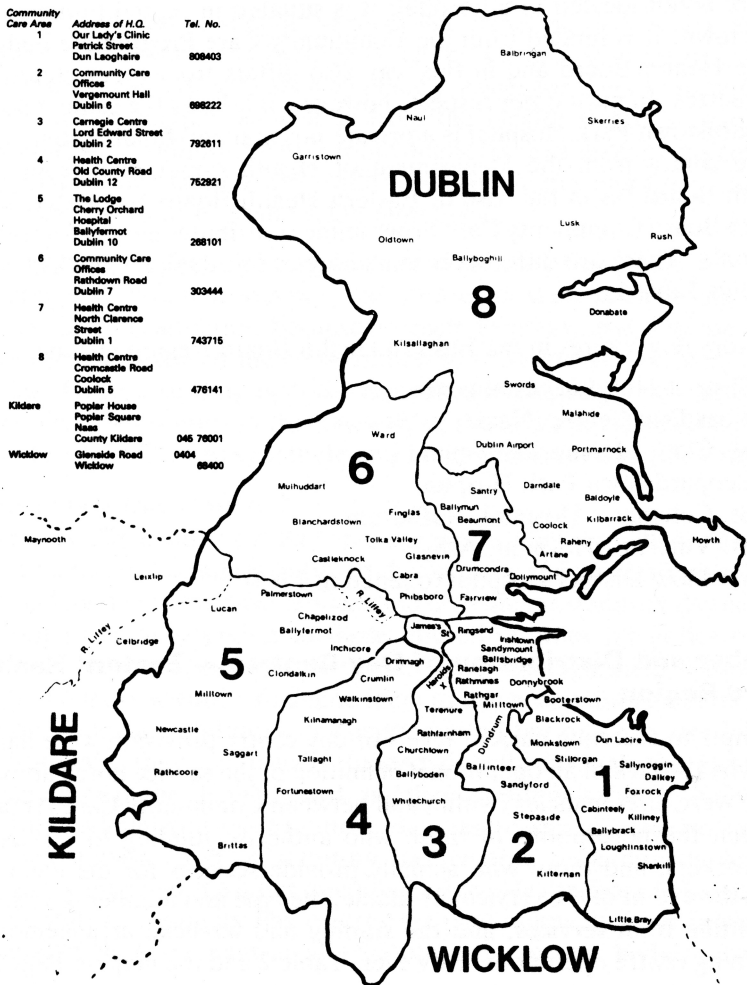 Community
Care Area Address of H.Q. Tel. No.
1 Our Lady's Clinic
Patrick Street
Dun Laoghaire 808403
2 Community Care
Offices
Vergemount Hall
Dublin 6 698222
3 Carnegie Centre
Lord Edward Street
Dublin 2 792611
4 Health Centre
Old County Road
Dublin 12 752921
5 The Lodge
Cherry Orchard
Hospital
Ballyfermot
Dublin 10 268101
6 Community Care
Offices
Rathdown Road
Dublin 7 303444
7 Health Centre
North Clarence
Street
Dublin 1 743715
8 Health Centre
Cromcastle Road
Coolock
Dublin 5 476141
Kildare Poplar House
Poplar Square
Naas
County Kildare 045 76001
Wicklow Glenside Road 0404
Wicklow 68400
Balbringan
Naul
Skerries
Garristown
DUBLIN
Lusk
Oldtown
Rush
Ballyboghill
8
Donabate
Kilsallaghan
Swords
Malahide
Ward
Dublin Airport
Portmarnock
6
Mulhuddart
Santry
Darndale
Ballymun
Baldoyle
Finglas
Beaumont
Blanchardstown
Coolock
Kilbarrack
Tolka Valley
7
Raheny
Howth
Maynooth
Castleknock
Glasnevin
Artane
Drumcondra
Leixlip
Cabra
Dollymount
Palmerstown
R. Liffey
Phibsboro
Fairview
Lucan
Chapelizod
James's
St
Ringsend
Ballyfermot
Irishtown
R. Liffey
Celbridge
Sandymount
Inchicore
Ballsbridge
5
Drimnagh
Ranelagh
Clondalkin
Crumlin
Harolds
X
Rathmines
Donnybrook
Milltown
Walkinstown
Rathgar
Milltown
Booterstown
Terenure
Blackrock
Kilnamanagh
Dundrum
Newcastle
Rathfarnham
Monkstown
Dun Laoire
Churchtown
Stillorgan
Saggart
Tallaght
Sallynoggin
Rathcoole
Ballyboden
Ballinteer
1
Dalkey
Foxrock
Fortunestown
Sandyford
Whitechurch
Cabinteely
Killiney
Stepaside
4
Ballybrack
3
2
Loughlinstown
KILDARE
Brittas
Kilternan
Shankill
Little Bray
WICKLOW